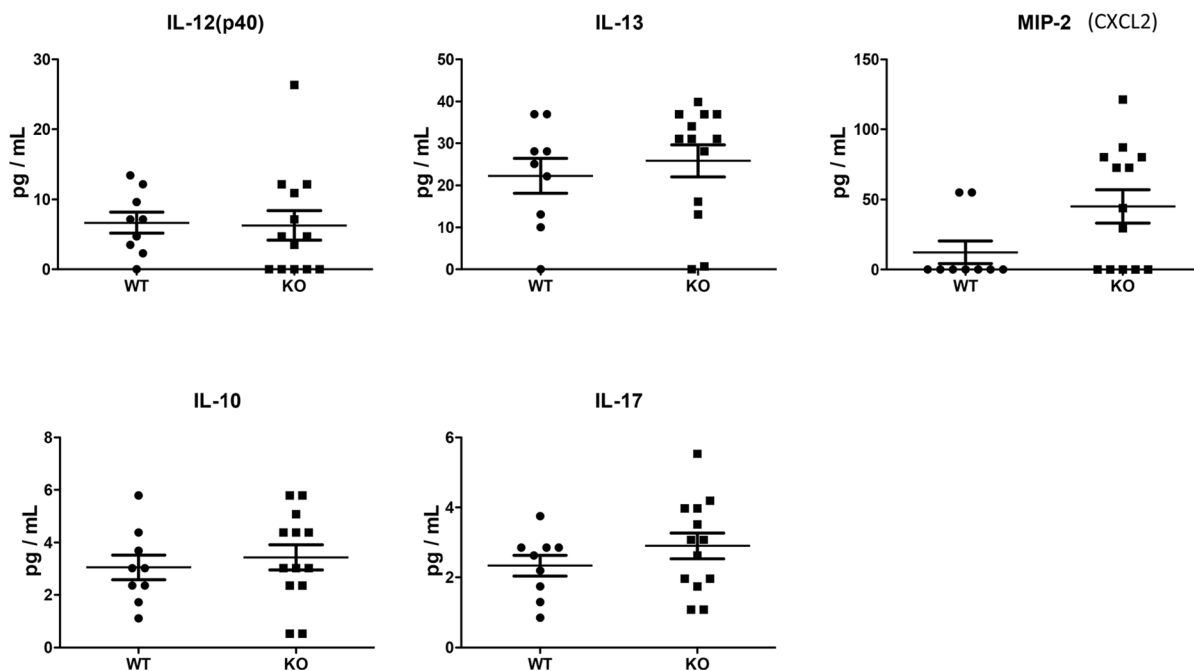 IL-12(p40)
pg / mL
30
20
10
0
WT KO
IL-13
pg / mL
50
40
30
20
10
0
WT KO
MIP-2 (CXCL2)
pg / mL
150
100
50
0
WT KO
IL-10
pg / mL
8
6
4
2
0
WT KO
IL-17
pg / mL
6
4
2
0
WT KO